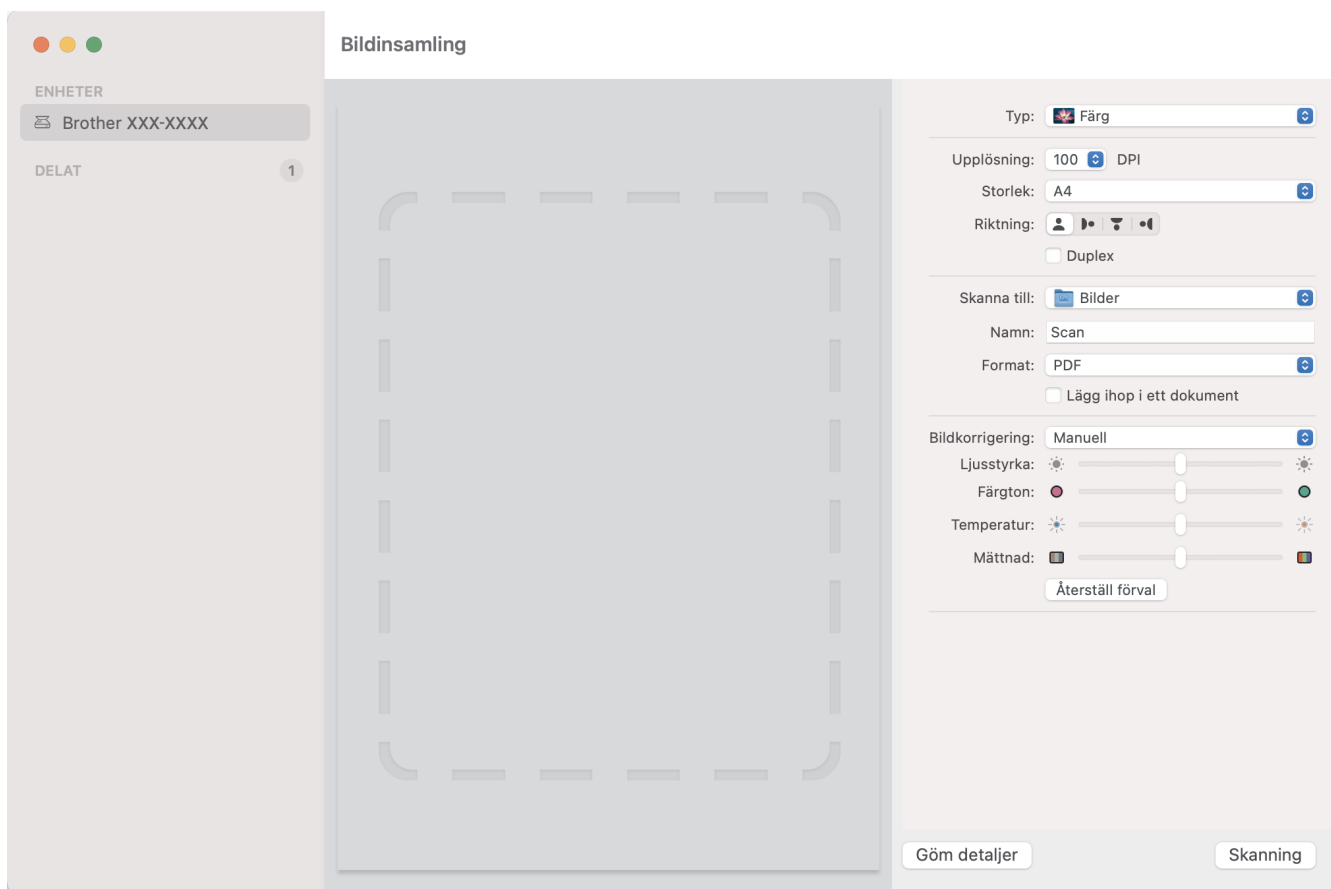 Bildinsamling
ENHETER
Brother XXX-XXXX
DELAT 1
Typ: Färg
Upplösning: 100 DPI
Storlek: A4
Riktning:
Duplex
Skanna till: Bilder
Namn: Scan
Format: PDF
Lägg ihop i ett dokument
Bildkorrigering: Manuell
Ljusstyrka:
Färgton:
Temperatur:
Mättnad:
Återställ förval
Göm detaljer Skanning